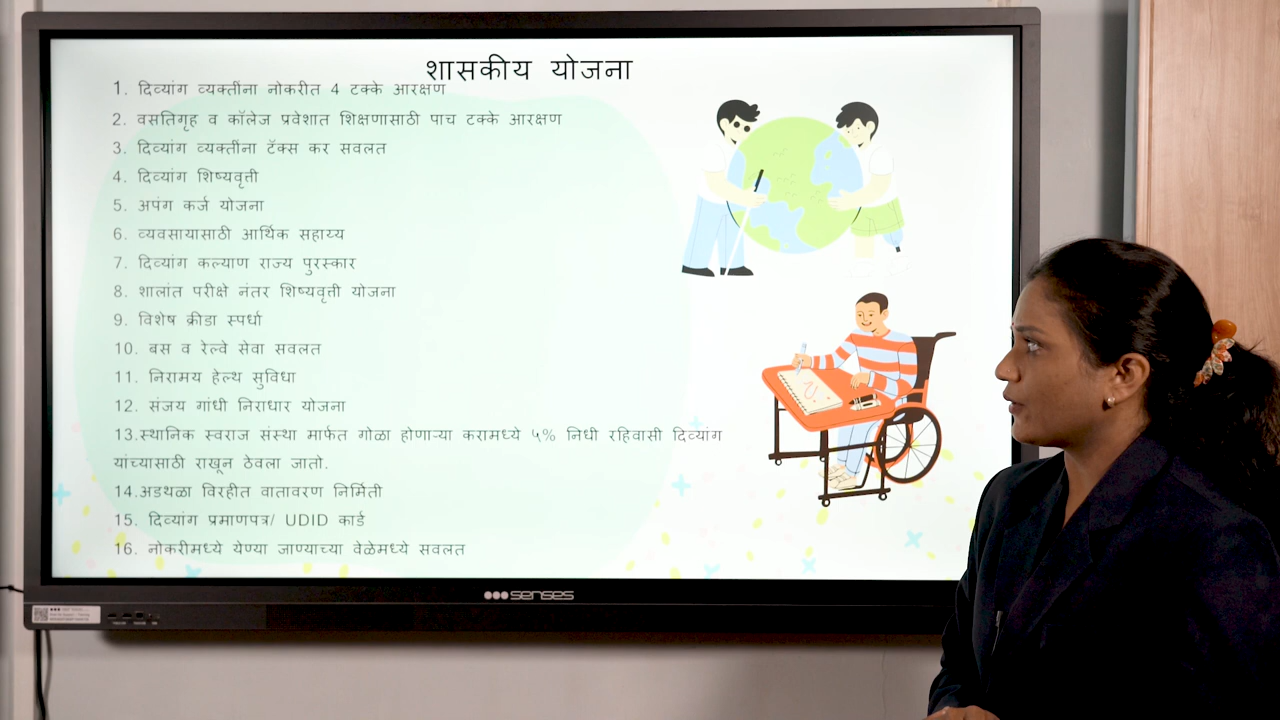 शासकीय योजना
1. दिव्यांग व्यक्तींना नोकरीत 4 टक्के आरक्षण
2. वसतिगृह व कॉलेज प्रवेशात शिक्षणासाठी पाच टक्के आरक्षण
3. दिव्यांग व्यक्तींना टॅक्स कर सवलत
4. दिव्यांग शिष्यवृत्ती
5. अपंग कर्ज योजना
6. व्यवसायासाठी आर्थिक सहाय्य
7. दिव्यांग कल्याण राज्य पुरस्कार
8. शालांत परीक्षे नंतर शिष्यवृत्ती योजना
9. विशेष क्रीडा स्पर्धा
10. बस व रेल्वे सेवा सवलत
11. निरामय हेल्थ सुविधा
12. संजय गांधी निराधार योजना
13.स्थानिक स्वराज संस्था मार्फत गोळा होणाऱ्या करामध्ये ५% निधी रहिवासी दिव्यांग
यांच्यासाठी राखून ठेवला जातो.
14.अडथळा विरहीत वातावरण निर्मिती
15. दिव्यांग प्रमाणपत्र/ UDID कार्ड
16. नोकरीमध्ये येण्या जाण्याच्या वेळेमध्ये सवलत
senses